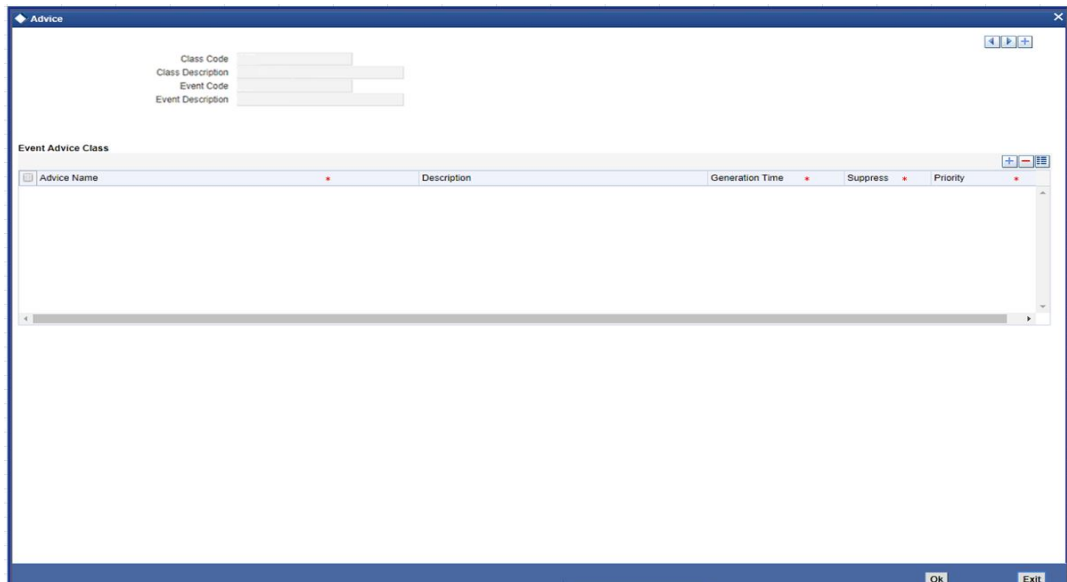 Advice
Class Code
Class Description
Event Code
Event Description
Event Advice Class
Advice Name * Description Generation Time * Suppress * Priority *
Ok Exit